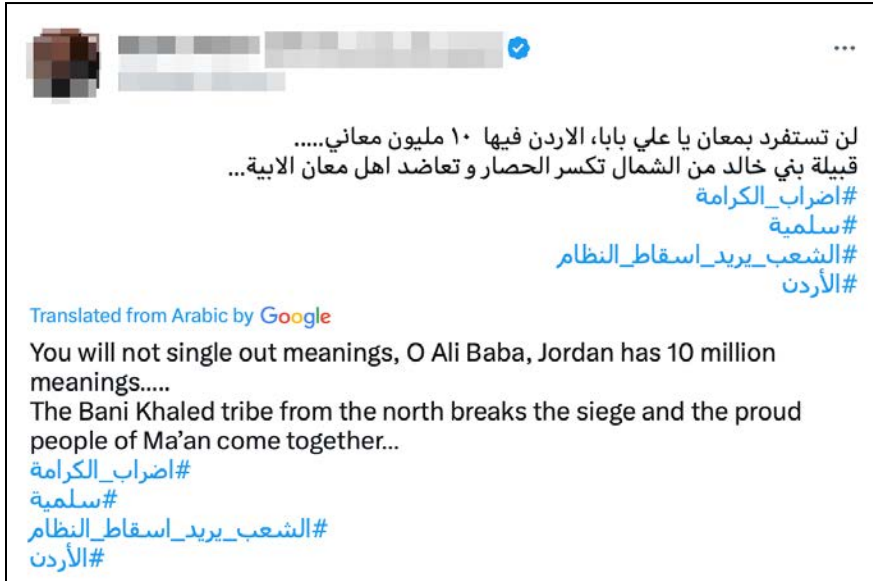 لن تستفرد بمعان يا علي بابا، الاردن فيها ١٠ مليون معاني.....
قبيلة بني خالد من الشمال تكسر الحصار و تعاضد اهل معان الابية...
#اضراب_الكرامة
#سلمية
#الشعب_يريد_اسقاط_النظام
#الأردن
Translated from Arabic by Google
You will not single out meanings, O Ali Baba, Jordan has 10 million
meanings.....
The Bani Khaled tribe from the north breaks the siege and the proud
people of Ma’an come together...
#اضراب_الكرامة
#سلمية
#الشعب_يريد_اسقاط_النظام
#الأردن